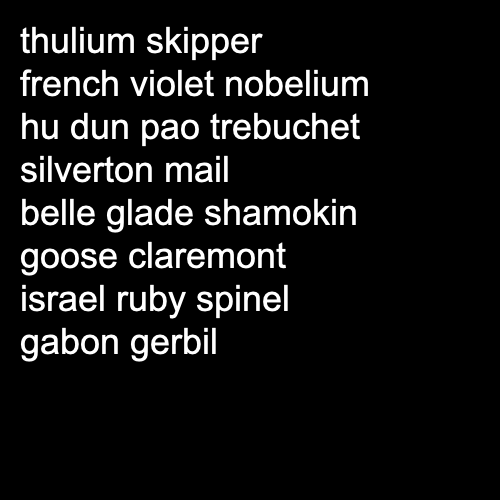 thulium skipper
french violet nobelium
hu dun pao trebuchet
silverton mail
belle glade shamokin
goose claremont
israel ruby spinel
gabon gerbil